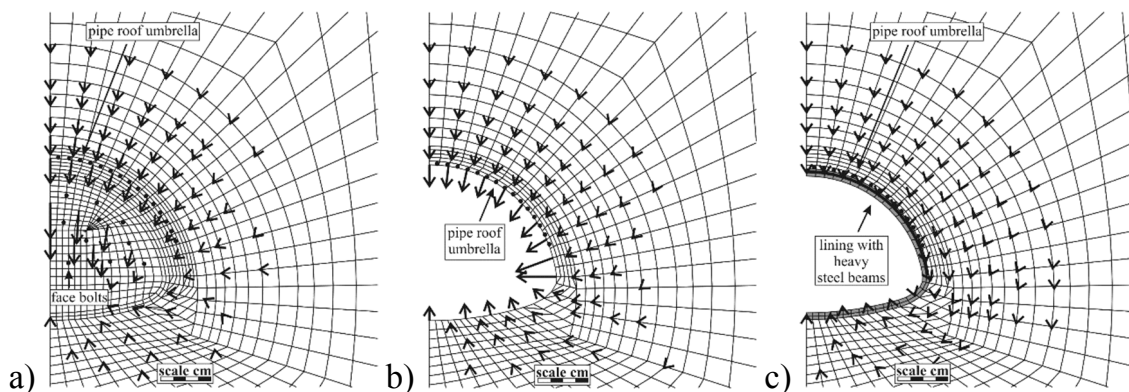 pipe roof umbrella
face bolts
scale cm
a)
pipe roof
umbrella
scale cm
b)
pipe roof umbrella
lining with
heavy
steel beams
scale cm
c)